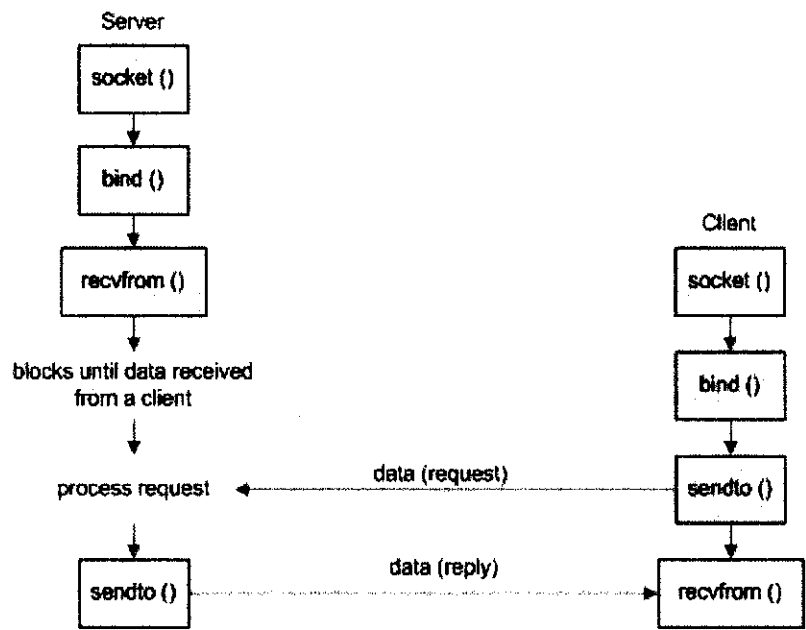 Server
socket ()
bind ()
recvfrom ()
blocks until data received
from a client
process request
sendto ()
Client
socket ()
bind ()
data (request)
sendto ()
data (reply)
recvfrom ()